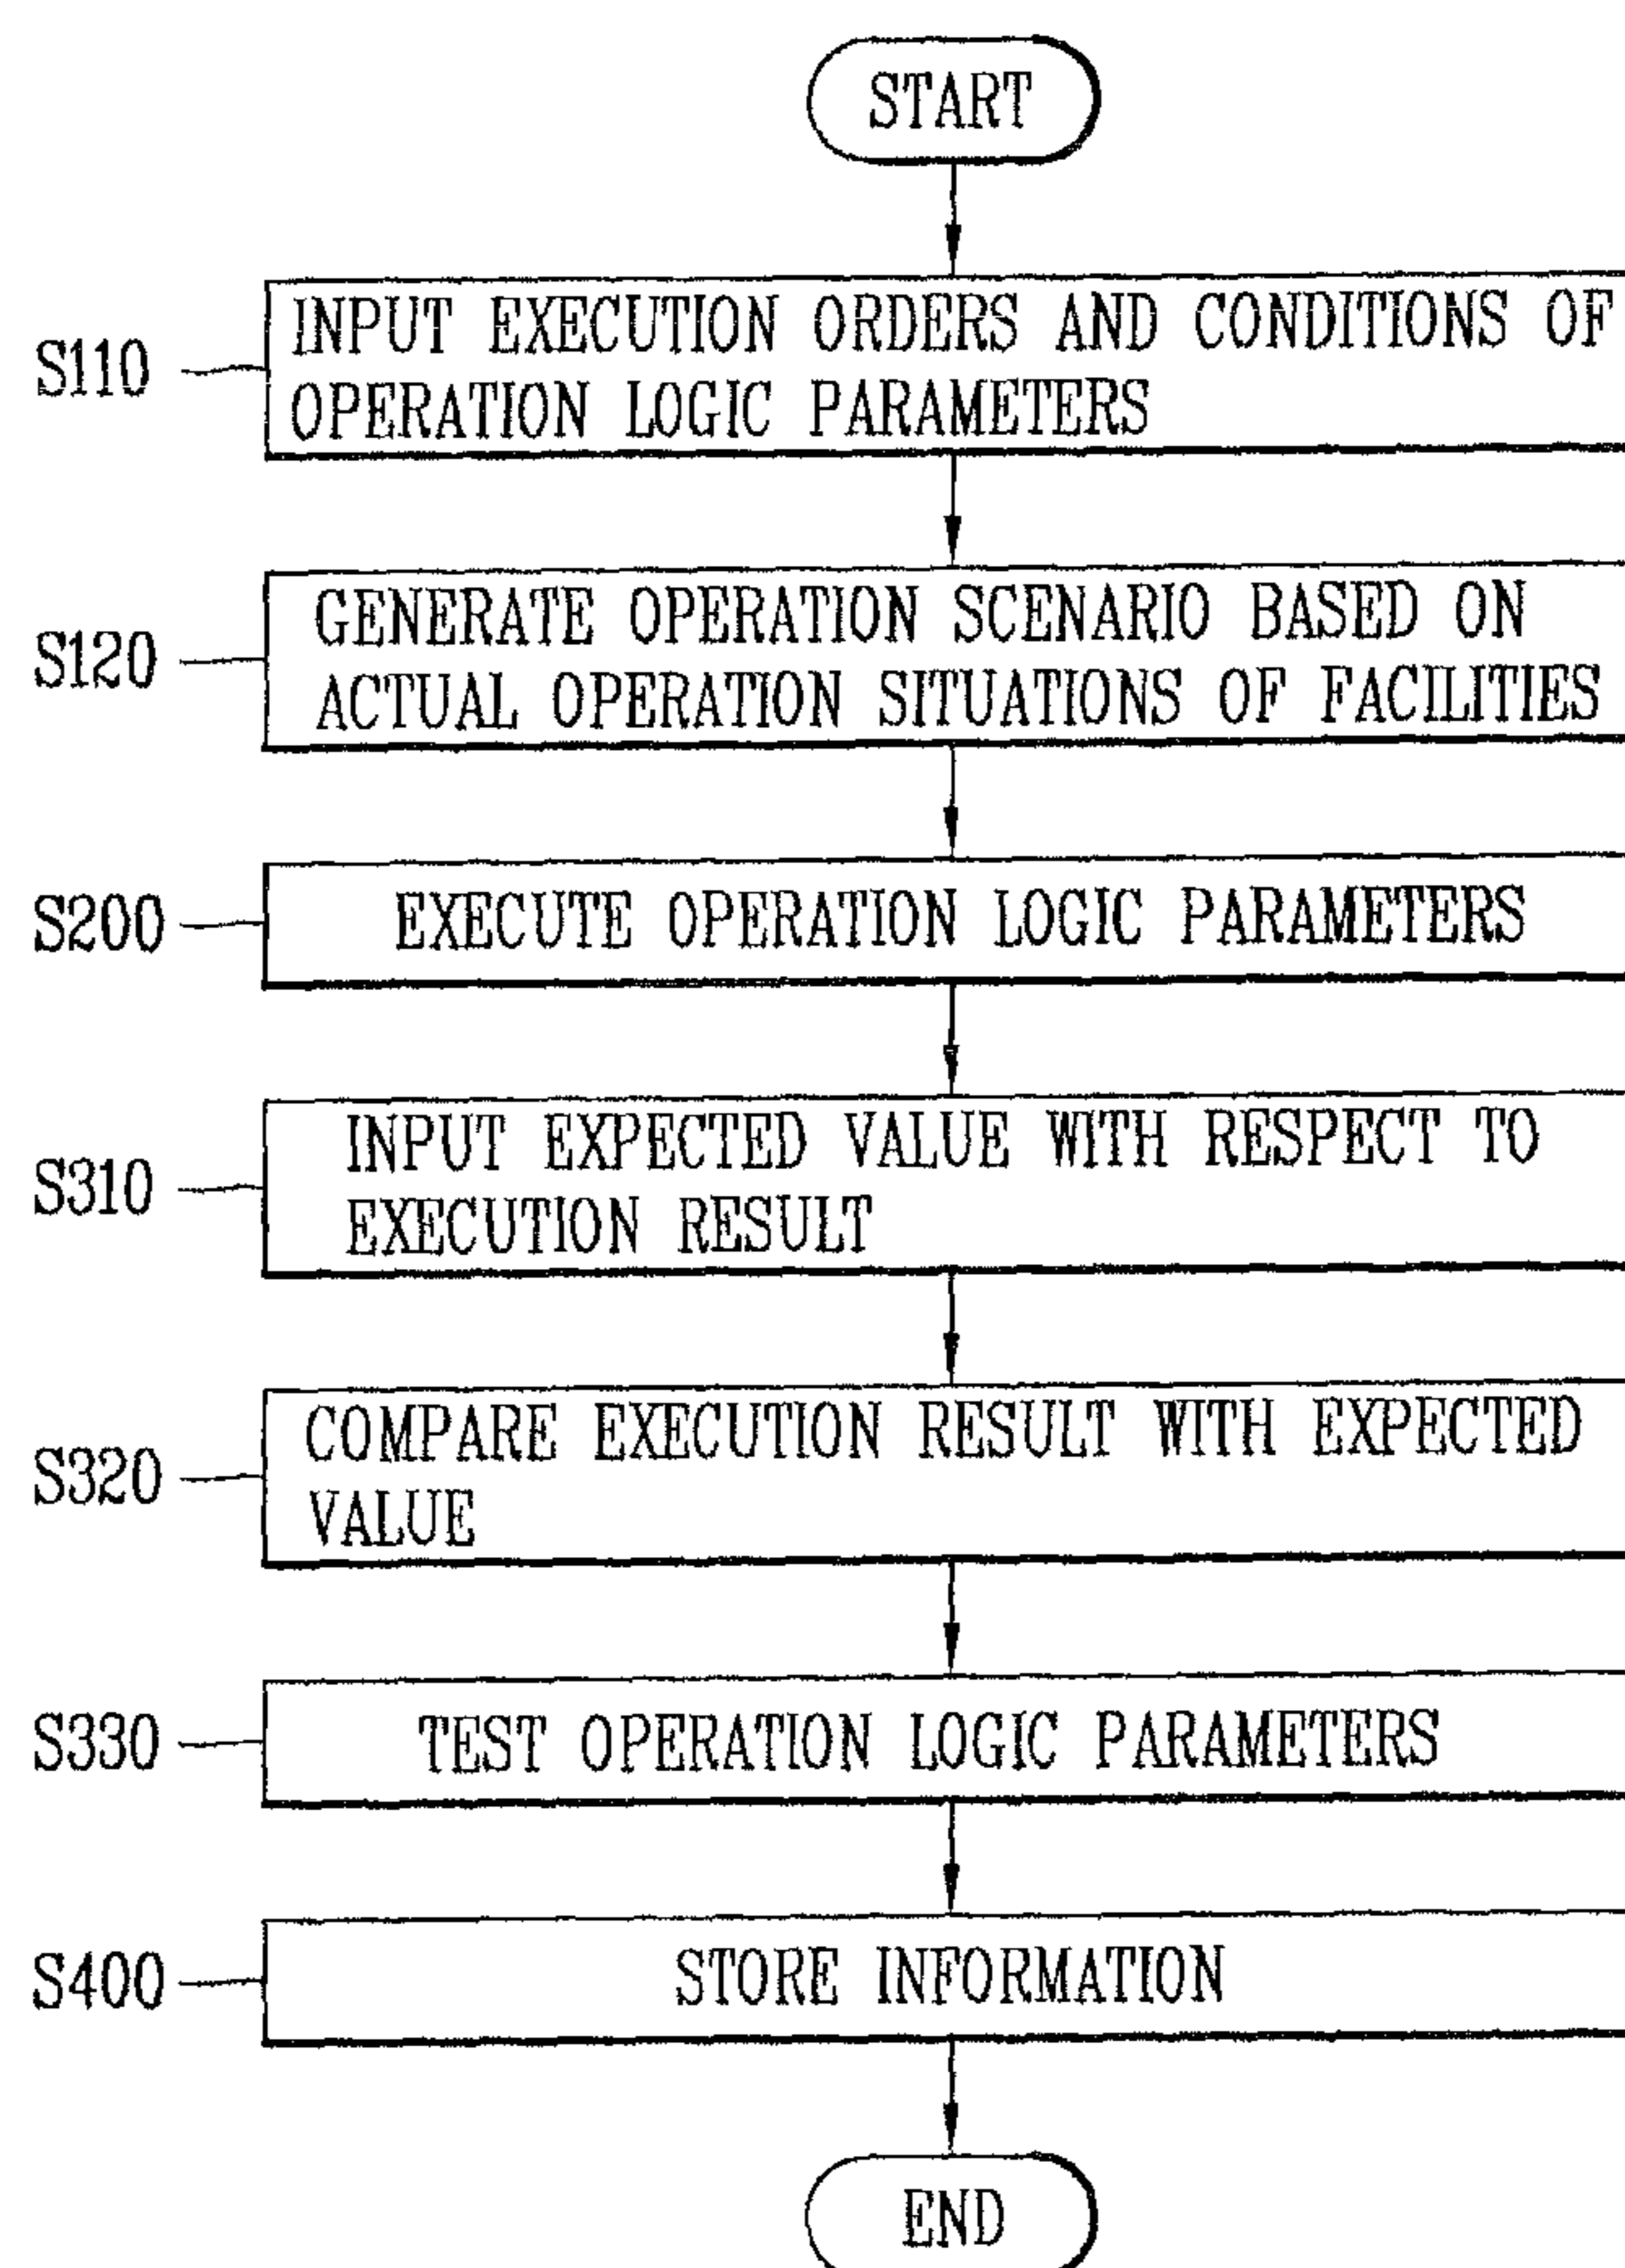 START
S110
INPUT EXECUTION ORDERS AND CONDITIONS OF
OPERATION LOGIC PARAMETERS
S120
GENERATE OPERATION SCENARIO BASED ON
ACTUAL OPERATION SITUATIONS OF FACILITIES
S200
EXECUTE OPERATION LOGIC PARAMETERS
S310
INPUT EXPECTED VALUE WITH RESPECT TO
EXECUTION RESULT
S320
COMPARE EXECUTION RESULT WITH EXPECTED
VALUE
S330
TEST OPERATION LOGIC PARAMETERS
S400
STORE INFORMATION
END